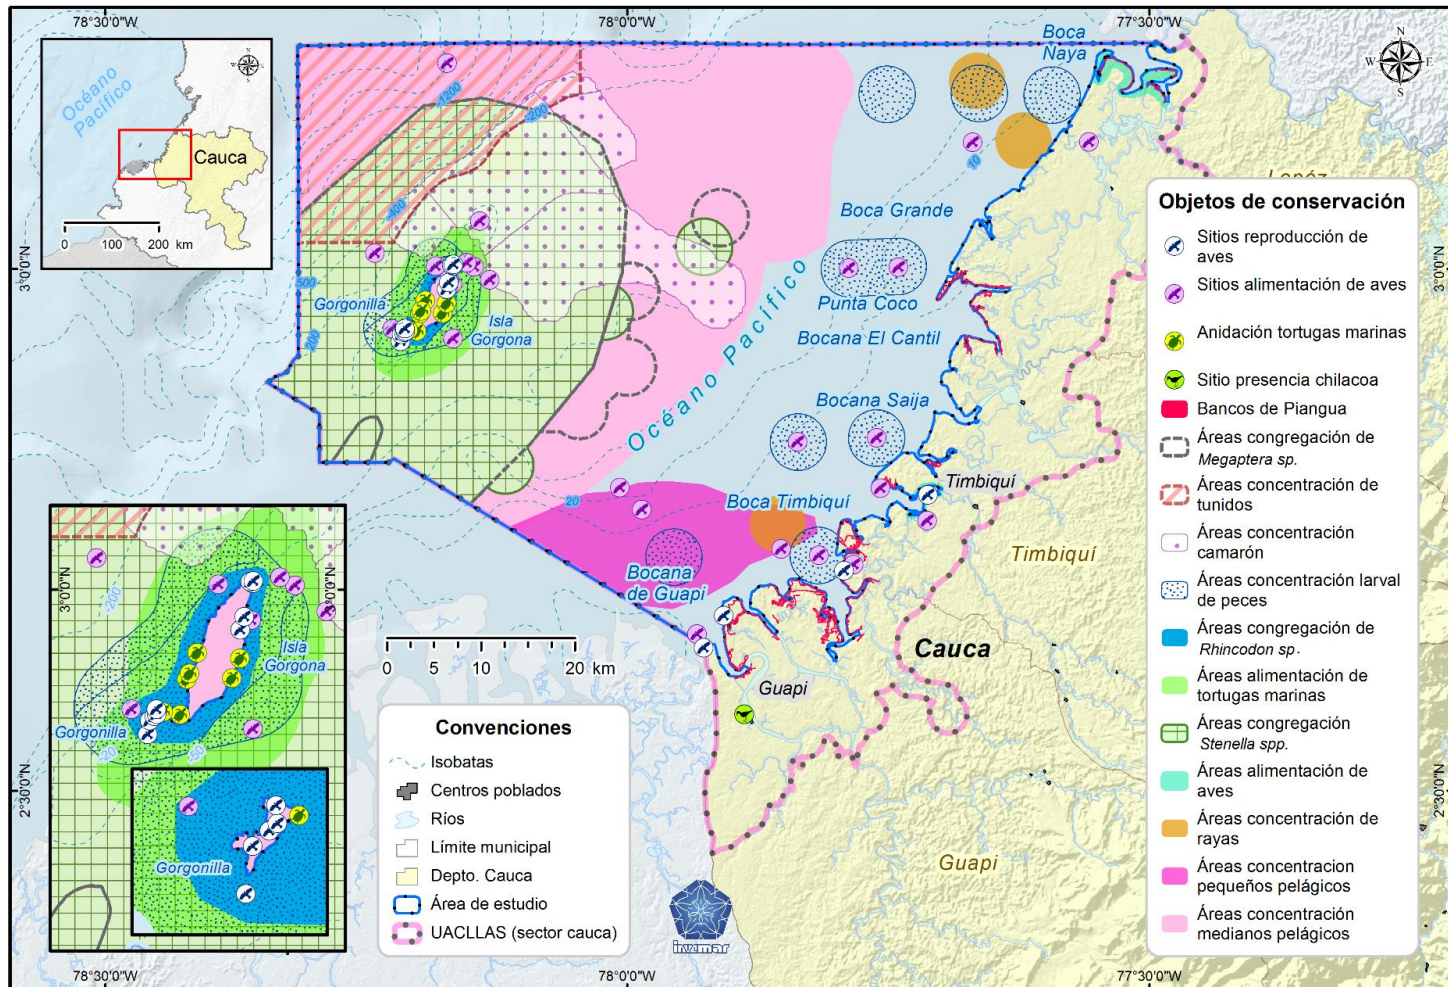 78°30'0"W
78°0'0"W
77°30'0"W
Océano
Pacífico
Cauca
0 100 200 km
N
W E
S
Boca
Naya
-1200
-200
-400
500
200
10
20
3°0'0"N
3°0'0"N
Boca Grande
Punta Coco
Bocana El Cantil
Bocana Saija
Océano Pacífico
Gorgonilla
Isla
Gorgona
Boca Timbiquí
Timbiquí
Timbiquí
Bocana
de Guapi
Cauca
Guapi
Guapi
0 5 10 20 km
Objetos de conservación
Sitios reproducción de
aves
Sitios alimentación de aves
Anidación tortugas marinas
Sitio presencia chilacoa
Bancos de Piangua
Áreas congregación de
Megaptera sp.
Áreas concentración de
tunidos
Áreas concentración
camarón
Áreas concentración larval
de peces
Áreas congregación de
Rhincodon sp.
Áreas alimentación de
tortugas marinas
Áreas congregación
Stenella spp.
Áreas alimentación de
aves
Áreas concentración de
rayas
Áreas concentracion
pequeños pelágicos
Áreas concentración
medianos pelágicos
3°0'0"N
-200
Isla
Gorgona
Gorgonilla
-20
-50
Gorgonilla
2°30'0"N
2°30'0"N
Convenciones
Isobatas
Centros poblados
Ríos
Límite municipal
Depto. Cauca
Área de estudio
UACLLAS (sector cauca)
invemar
78°30'0"W
78°0'0"W
77°30'0"W